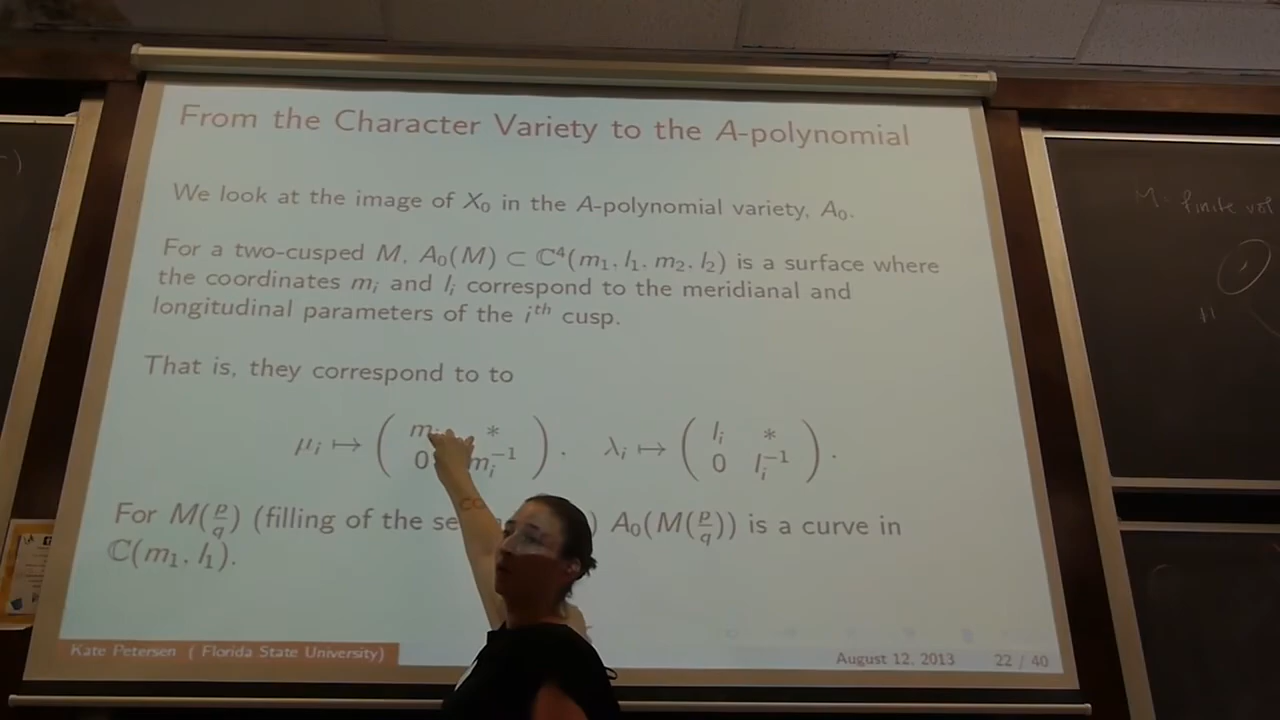 From the Character Variety to the A-polynomial
We look at the image of X₀ in the A-polynomial variety, A₀.
For a two-cusped M, A₀(M) ⊂ ℂ⁴(m₁, l₁, m₂, l₂) is a surface where
the coordinates mᵢ and lᵢ correspond to the meridianal and
longitudinal parameters of the iᵗʰ cusp.
That is, they correspond to to
μᵢ ↦ ( m * ; 0 mᵢ⁻¹ ), λᵢ ↦ ( lᵢ * ; 0 lᵢ⁻¹ ).
For M(p/q) (filling of the se ) A₀(M(p/q)) is a curve in
ℂ(m₁, l₁).
Kate Petersen ( Florida State University)
August 12, 2013 22 / 40
M = finite vol